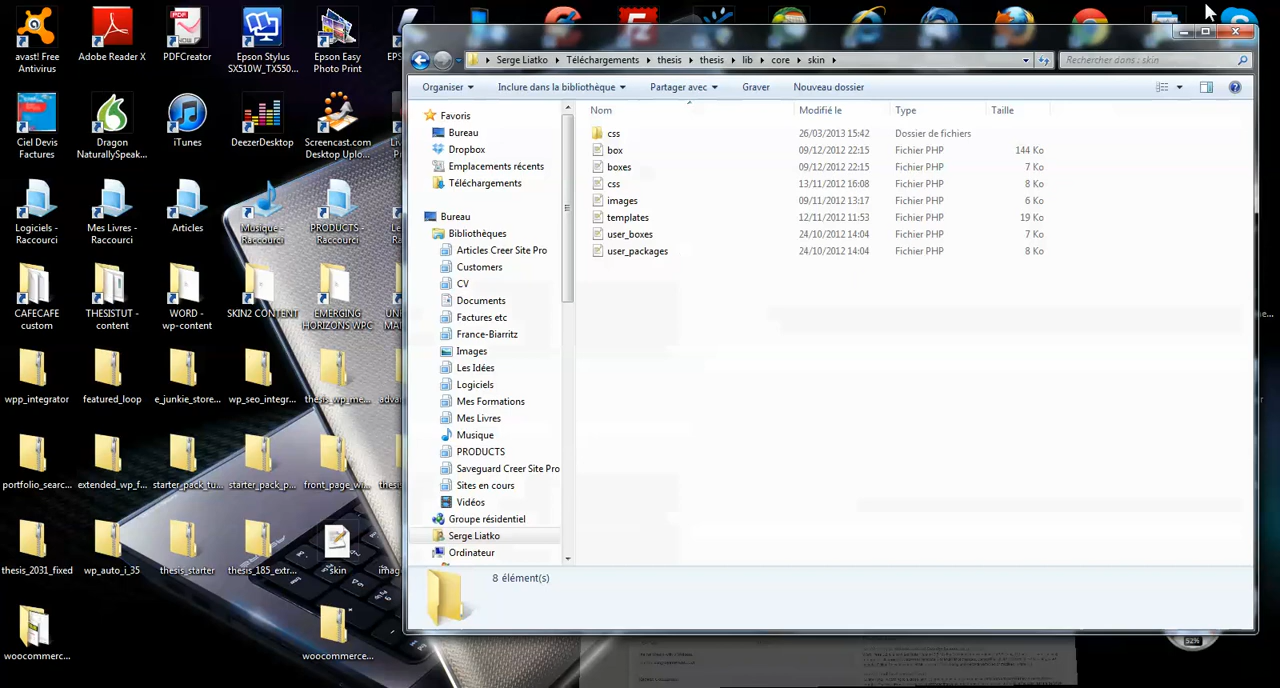 avast! Free Antivirus
Adobe Reader X
PDFCreator
Epson Stylus SX510W_TX550...
Epson Easy Photo Print
EPS
Ciel Devis Factures
Dragon NaturallySpeak...
iTunes
DeezerDesktop
Screencast.com Desktop Uplo...
Logiciels - Raccourci
Mes Livres - Raccourci
Articles
Musique - Raccourci
PRODUCTS - Raccourci
CAFECAFE custom
THESISTUT - content
WORD - wp-content
SKIN2 CONTENT
EMERGING HORIZONS WPC
wpp_integrator
featured_loop
e_junkie_store...
wp_seo_integr...
thesis_wp_me...
portfolio_searc...
extended_wp_f...
starter_pack_tu...
starter_pack_p...
front_page_wi...
thesis_2031_fixed
wp_auto_i_35
thesis_starter
thesis_185_extr...
skin
imag
woocommerc...
woocommerce...
Serge Liatko
Téléchargements
thesis
thesis
lib
core
skin
Rechercher dans : skin
Organiser
Inclure dans la bibliothèque
Partager avec
Graver
Nouveau dossier
Favoris
Bureau
Dropbox
Emplacements récents
Téléchargements
Bureau
Bibliothèques
Articles Creer Site Pro
Customers
CV
Documents
Factures etc
France-Biarritz
Images
Les Idées
Logiciels
Mes Formations
Mes Livres
Musique
PRODUCTS
Saveguard Creer Site Pro
Sites en cours
Vidéos
Groupe résidentiel
Serge Liatko
Ordinateur
Nom Modifié le Type Taille
css 26/03/2013 15:42 Dossier de fichiers
box 09/12/2012 22:15 Fichier PHP 144 Ko
boxes 09/12/2012 22:15 Fichier PHP 7 Ko
css 13/11/2012 16:08 Fichier PHP 8 Ko
images 09/11/2012 13:17 Fichier PHP 6 Ko
templates 12/11/2012 11:53 Fichier PHP 19 Ko
user_boxes 24/10/2012 14:04 Fichier PHP 7 Ko
user_packages 24/10/2012 14:04 Fichier PHP 8 Ko
8 élément(s)
52%